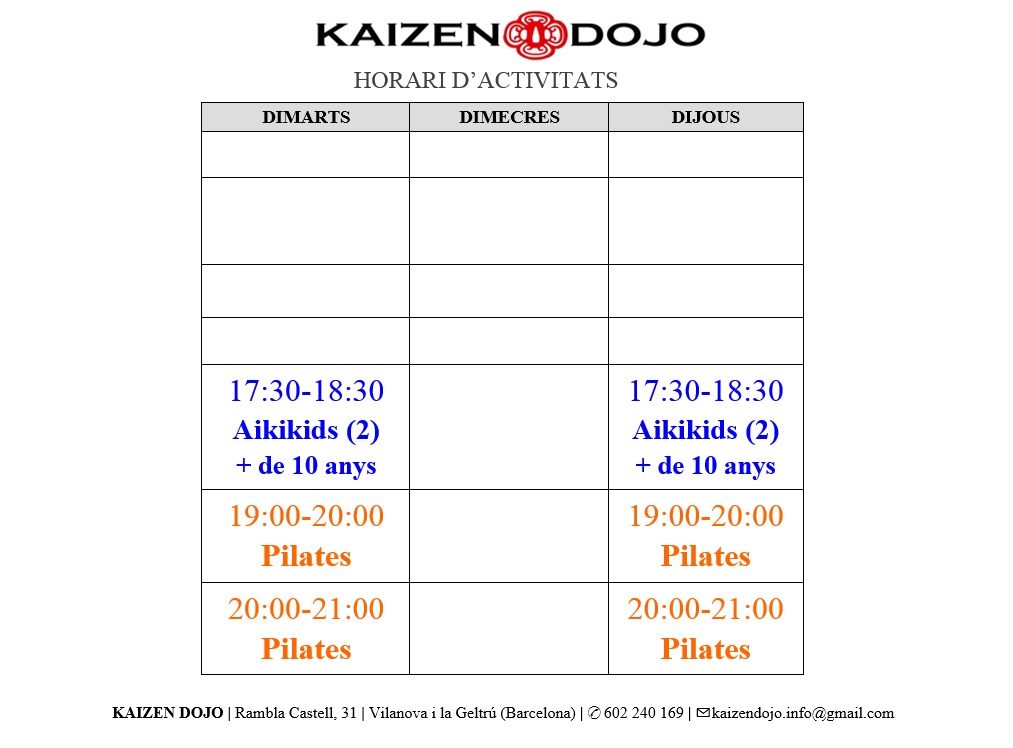 KAIZEN DOJO
HORARI D’ACTIVITATS
DIMARTS DIMECRES DIJOUS
17:30-18:30 17:30-18:30
Aikikids (2) Aikikids (2)
+ de 10 anys + de 10 anys
19:00-20:00 19:00-20:00
Pilates Pilates
20:00-21:00 20:00-21:00
Pilates Pilates
KAIZEN DOJO | Rambla Castell, 31 | Vilanova i la Geltrú (Barcelona) | ✆ 602 240 169 | ✉kaizendojo.info@gmail.com